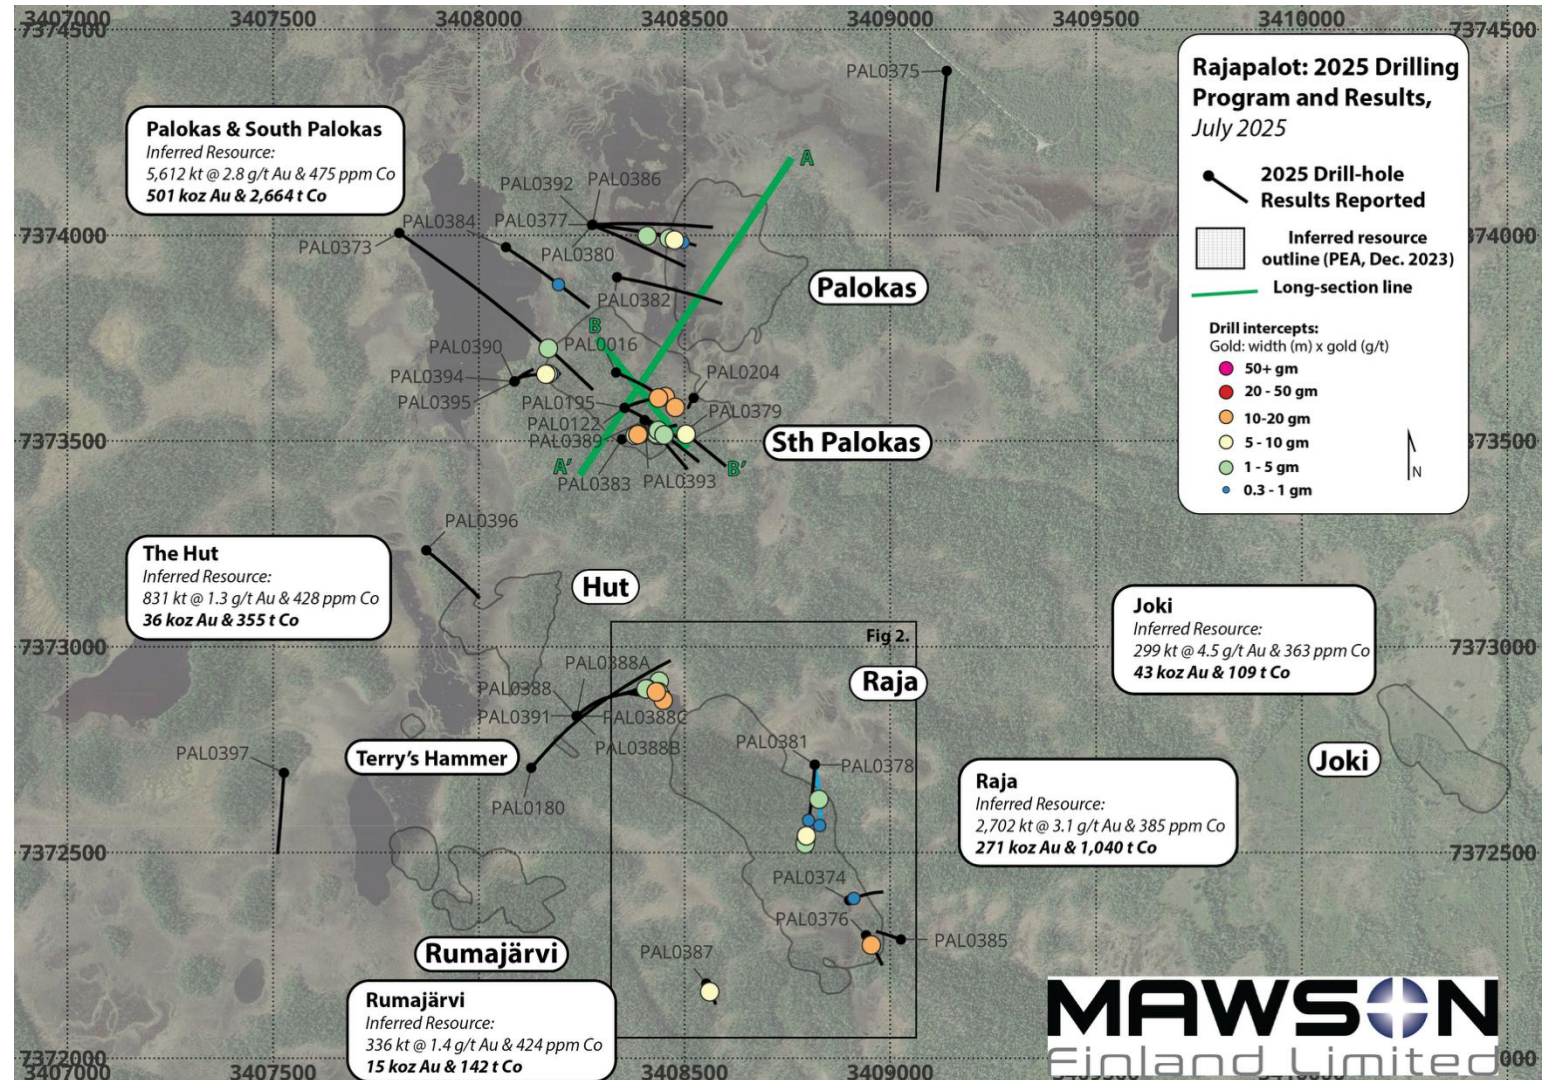 3407000 3407500 3408000 3408500 3409000 3409500 3410000
7374500 7374500
Rajapalot: 2025 Drilling
Program and Results,
July 2025
2025 Drill-hole
Results Reported
Inferred resource
outline (PEA, Dec. 2023)
Long-section line
Drill intercepts:
Gold: width (m) x gold (g/t)
50+ gm
20 - 50 gm
10-20 gm
5 - 10 gm
1 - 5 gm
0.3 - 1 gm
N
PAL0375
Palokas & South Palokas
Inferred Resource:
5,612 kt @ 2.8 g/t Au & 475 ppm Co
501 koz Au & 2,664 t Co
A
PAL0392
PAL0386
PAL0384
PAL0377
PAL0373
7374000
PAL0380
Palokas
PAL0382
B
PAL0016
PAL0390
PAL0394
PAL0395
PAL0204
PAL0195
PAL0379
PAL0122
PAL0389
7373500 7373500
Sth Palokas
A'
B'
PAL0383
PAL0393
PAL0396
The Hut
Inferred Resource:
831 kt @ 1.3 g/t Au & 428 ppm Co
36 koz Au & 355 t Co
Hut
Joki
Inferred Resource:
299 kt @ 4.5 g/t Au & 363 ppm Co
43 koz Au & 109 t Co
Fig 2.
7373000 7373000
PAL0388A
PAL0388
PAL0391
PAL0388C
PAL0388B
Raja
PAL0381
PAL0378
PAL0397
Terry's Hammer
PAL0180
Joki
Raja
Inferred Resource:
2,702 kt @ 3.1 g/t Au & 385 ppm Co
271 koz Au & 1,040 t Co
7372500 7372500
PAL0374
PAL0376
PAL0385
PAL0387
Rumajärvi
Rumajärvi
Inferred Resource:
336 kt @ 1.4 g/t Au & 424 ppm Co
15 koz Au & 142 t Co
MAWSON
Finland Limited
7372000
3407000 3407500 3408000 3408500 3409000